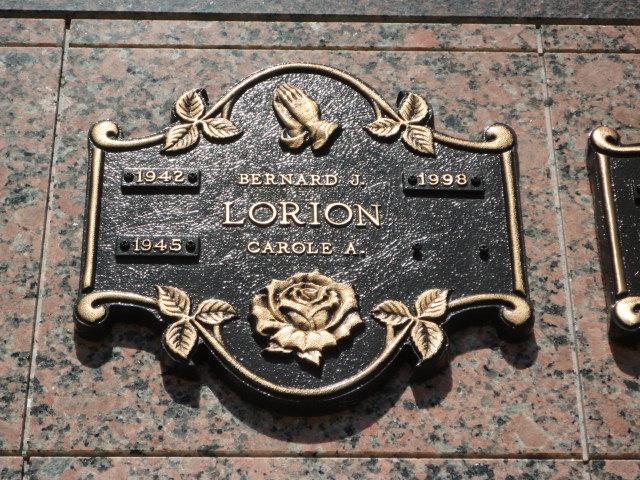 1942 BERNARD J. 1998
LORION
1945 CAROLE A.